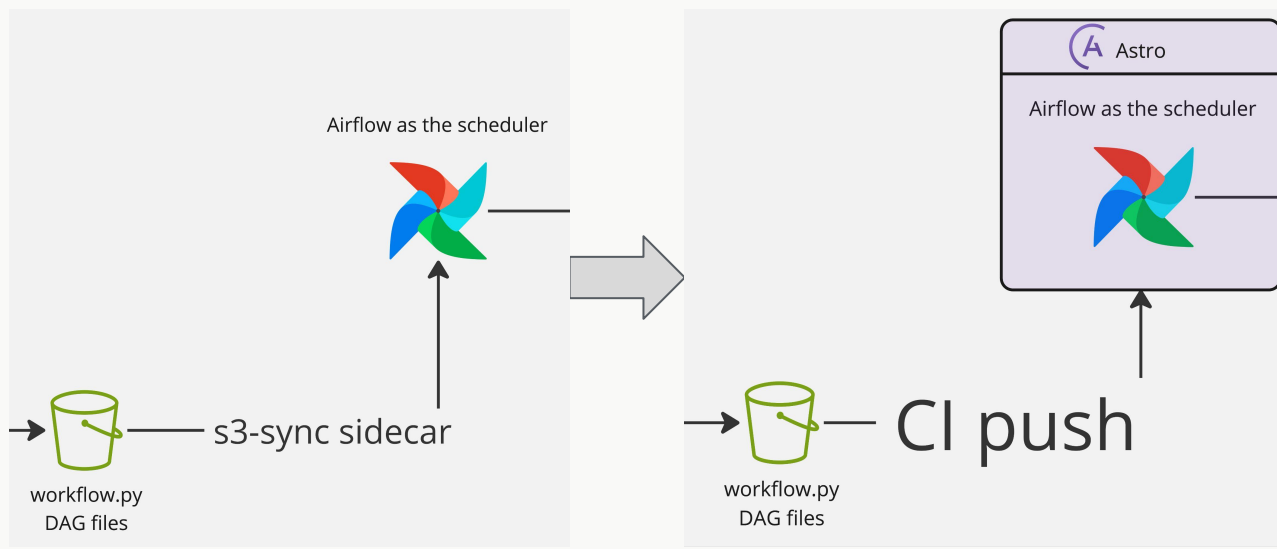 Airflow as the scheduler
s3-sync sidecar
workflow.py
DAG files
Astro
Airflow as the scheduler
CI push
workflow.py
DAG files